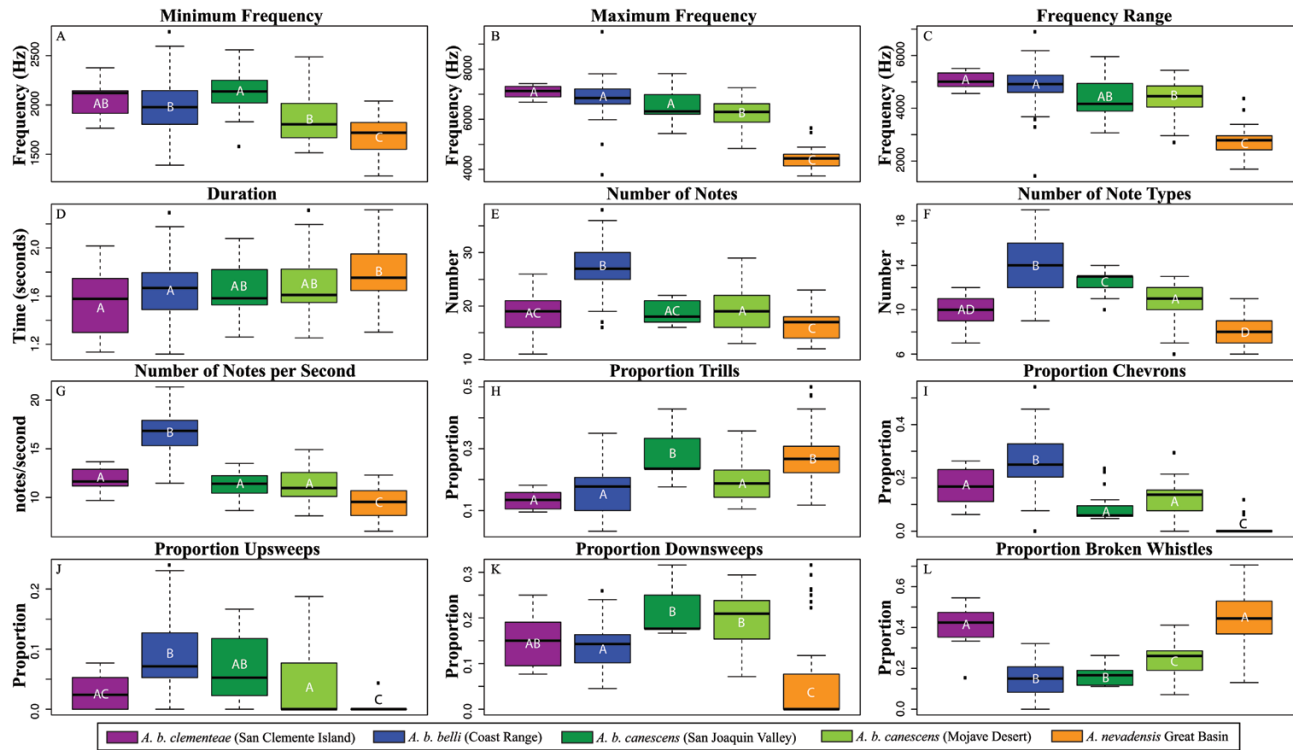 Minimum Frequency
A
Frequency (Hz)
2500
2000
1500
AB
B
A
B
C
Maximum Frequency
B
Frequency (Hz)
8000
6000
4000
A
A
A
B
C
Frequency Range
C
Frequency (Hz)
6000
4000
2000
A
A
AB
B
C
Duration
D
Time (seconds)
2.0
1.6
1.2
A
A
AB
AB
B
Number of Notes
E
Number
30
20
10
AC
B
AC
A
C
Number of Note Types
F
Number
18
14
10
6
AD
B
C
A
D
Number of Notes per Second
G
notes/second
20
15
10
A
B
A
A
C
Proportion Trills
H
Proportion
0.5
0.3
0.1
A
A
B
A
B
Proportion Chevrons
I
Proportion
0.4
0.2
0.0
A
B
A
A
C
Proportion Upsweeps
J
Proportion
0.2
0.1
0.0
AC
B
AB
A
C
Proportion Downsweeps
K
Proportion
0.3
0.2
0.1
0.0
AB
A
B
B
C
Proportion Broken Whistles
L
Prportion
0.6
0.4
0.2
0.0
A
B
B
C
A
A. b. clementeae (San Clemente Island) A. b. belli (Coast Range) A. b. canescens (San Joaquin Valley) A. b. canescens (Mojave Desert) A. nevadensis Great Basin